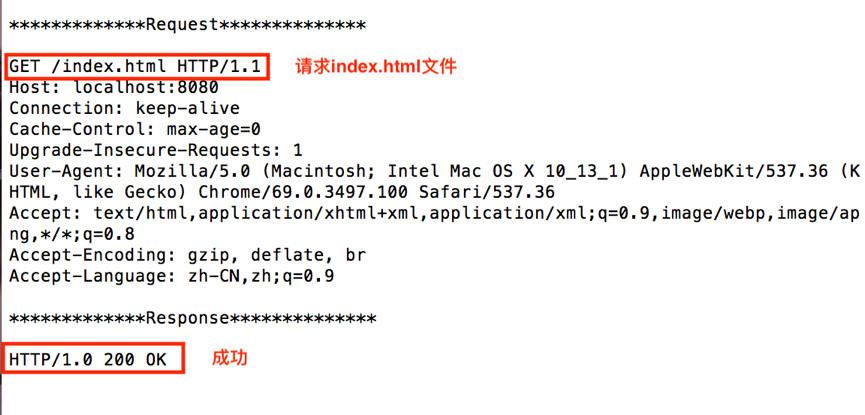 *************Request**************
GET /index.html HTTP/1.1 请求index.html文件
Host: localhost:8080
Connection: keep-alive
Cache-Control: max-age=0
Upgrade-Insecure-Requests: 1
User-Agent: Mozilla/5.0 (Macintosh; Intel Mac OS X 10_13_1) AppleWebKit/537.36 (K
HTML, like Gecko) Chrome/69.0.3497.100 Safari/537.36
Accept: text/html,application/xhtml+xml,application/xml;q=0.9,image/webp,image/ap
ng,*/*;q=0.8
Accept-Encoding: gzip, deflate, br
Accept-Language: zh-CN,zh;q=0.9
*************Response**************
HTTP/1.0 200 OK 成功